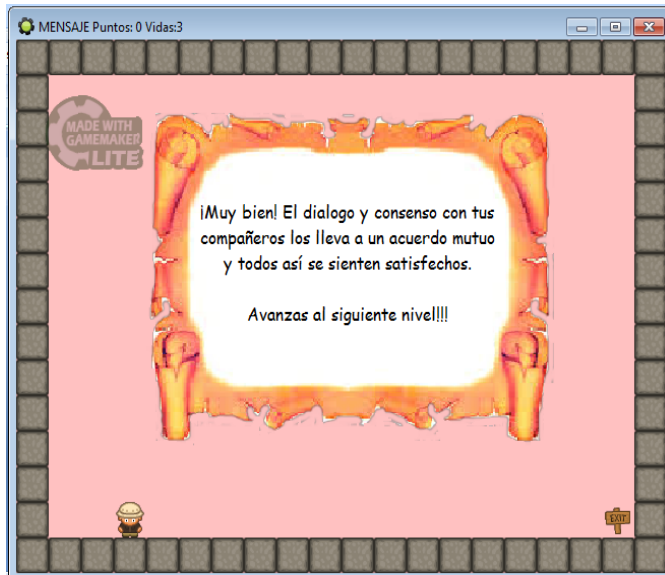 MENSAJE Puntos: 0 Vidas:3
MADE WITH
GAMEMAKER
LITE
¡Muy bien! El dialogo y consenso con tus
compañeros los lleva a un acuerdo mutuo
y todos así se sienten satisfechos.
Avanzas al siguiente nivel!!!
EXIT